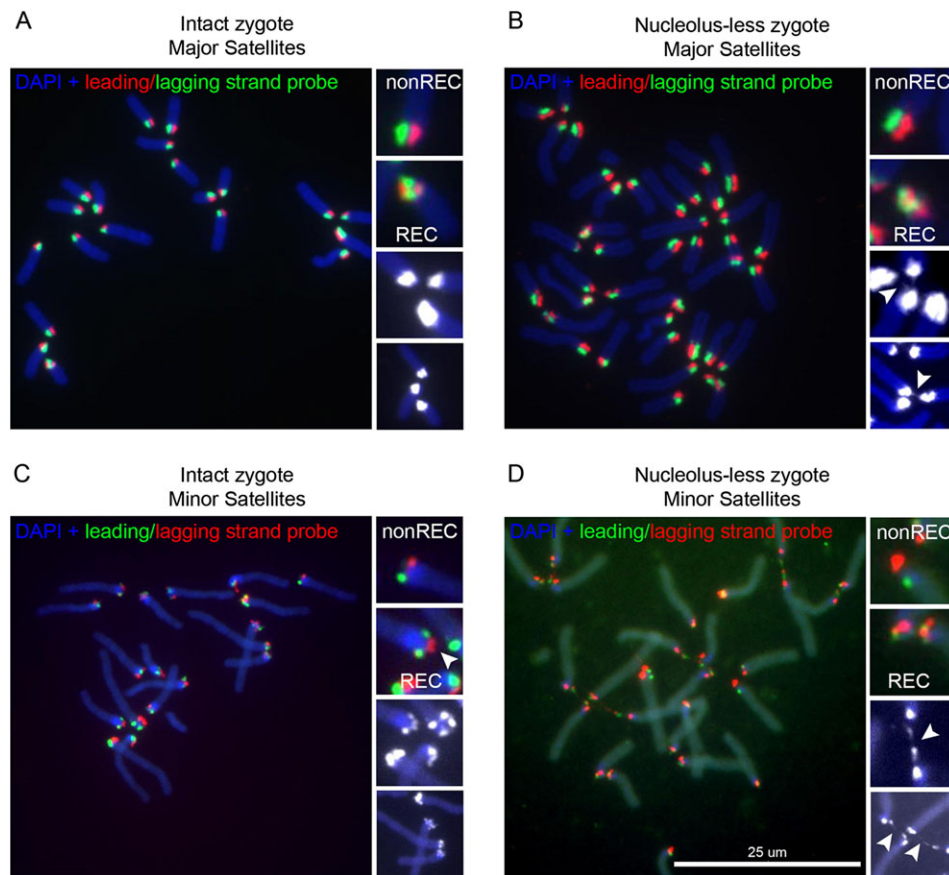 A
Intact zygote
Major Satellites
DAPI + leading/lagging strand probe
nonREC
REC
B
Nucleolus-less zygote
Major Satellites
DAPI + leading/lagging strand probe
nonREC
REC
C
Intact zygote
Minor Satellites
DAPI + leading/lagging strand probe
nonREC
REC
D
Nucleolus-less zygote
Minor Satellites
DAPI + leading/lagging strand probe
nonREC
REC
25 um